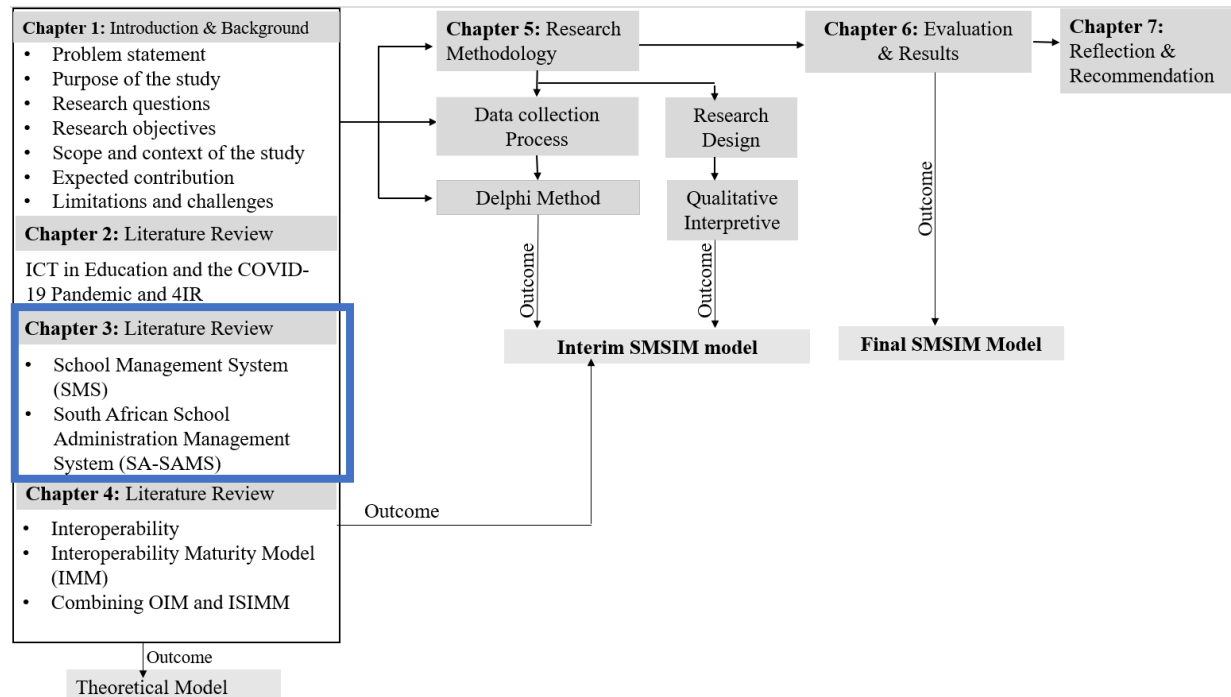 Chapter 1: Introduction & Background
• Problem statement
• Purpose of the study
• Research questions
• Research objectives
• Scope and context of the study
• Expected contribution
• Limitations and challenges
Chapter 2: Literature Review
ICT in Education and the COVID-
19 Pandemic and 4IR
Chapter 3: Literature Review
• School Management System
(SMS)
• South African School
Administration Management
System (SA-SAMS)
Chapter 4: Literature Review
• Interoperability
• Interoperability Maturity Model
(IMM)
• Combining OIM and ISIMM
Outcome
Theoretical Model
Outcome
Chapter 5: Research
Methodology
Data collection
Process
Delphi Method
Outcome
Research
Design
Qualitative
Interpretive
Outcome
Interim SMSIM model
Chapter 6: Evaluation
& Results
Outcome
Final SMSIM Model
Chapter 7:
Reflection &
Recommendation